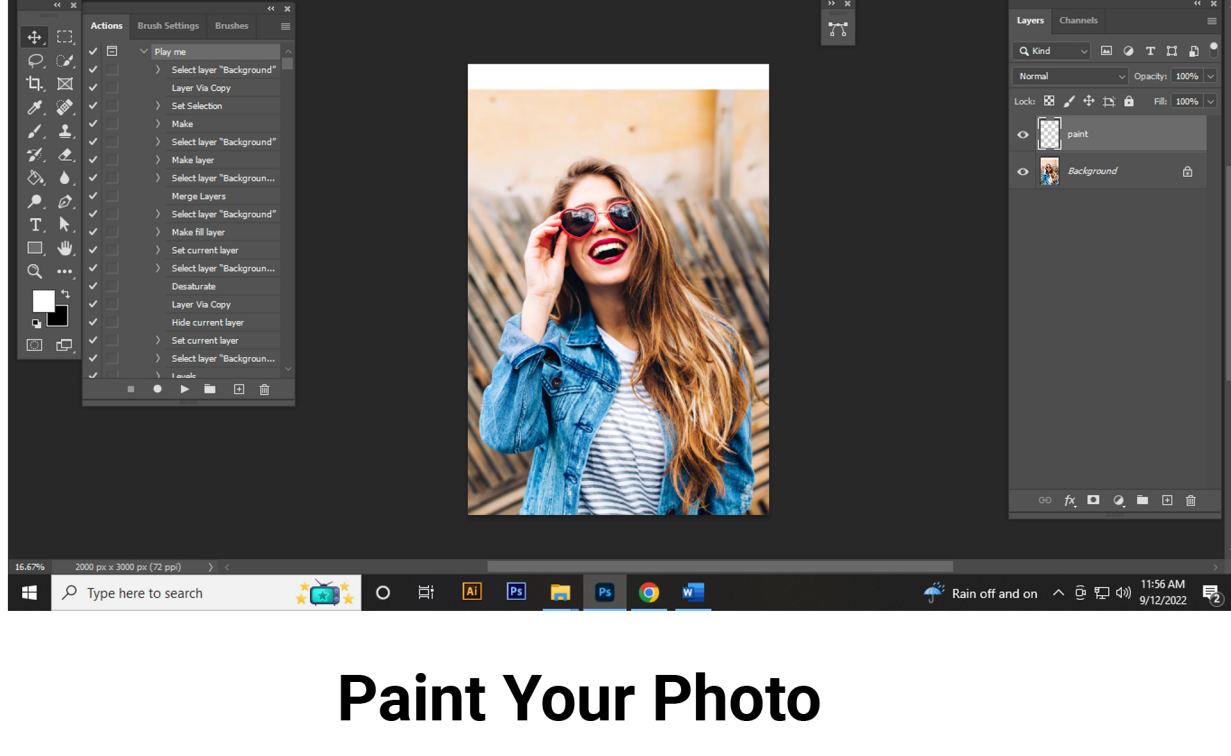 Actions Brush Settings Brushes
Play me
Select layer "Background"
Layer Via Copy
Set Selection
Make
Select layer "Background"
Make layer
Select layer "Backgroun...
Merge Layers
Select layer "Background"
Make fill layer
Set current layer
Select layer "Backgroun...
Desaturate
Layer Via Copy
Hide current layer
Set current layer
Select layer "Backgroun...
Levels
Layers Channels
Kind
Normal Opacity: 100%
Lock: Fill: 100%
paint
Background
fx
16.67% 2000 px x 3000 px (72 ppi)
Type here to search
Ai Ps Ps W
Rain off and on
11:56 AM
9/12/2022
2
Paint Your Photo